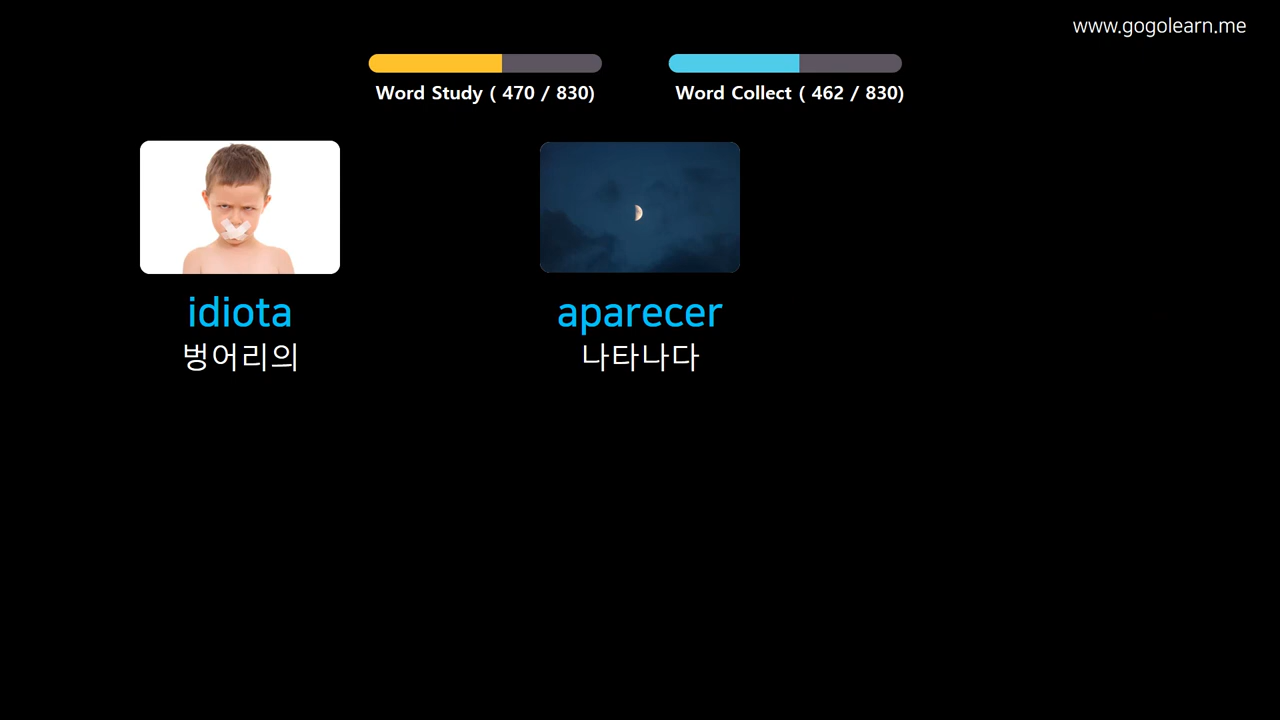 www.gogolearn.me
Word Study ( 470 / 830)
Word Collect ( 462 / 830)
idiota
벙어리의
aparecer
나타나다